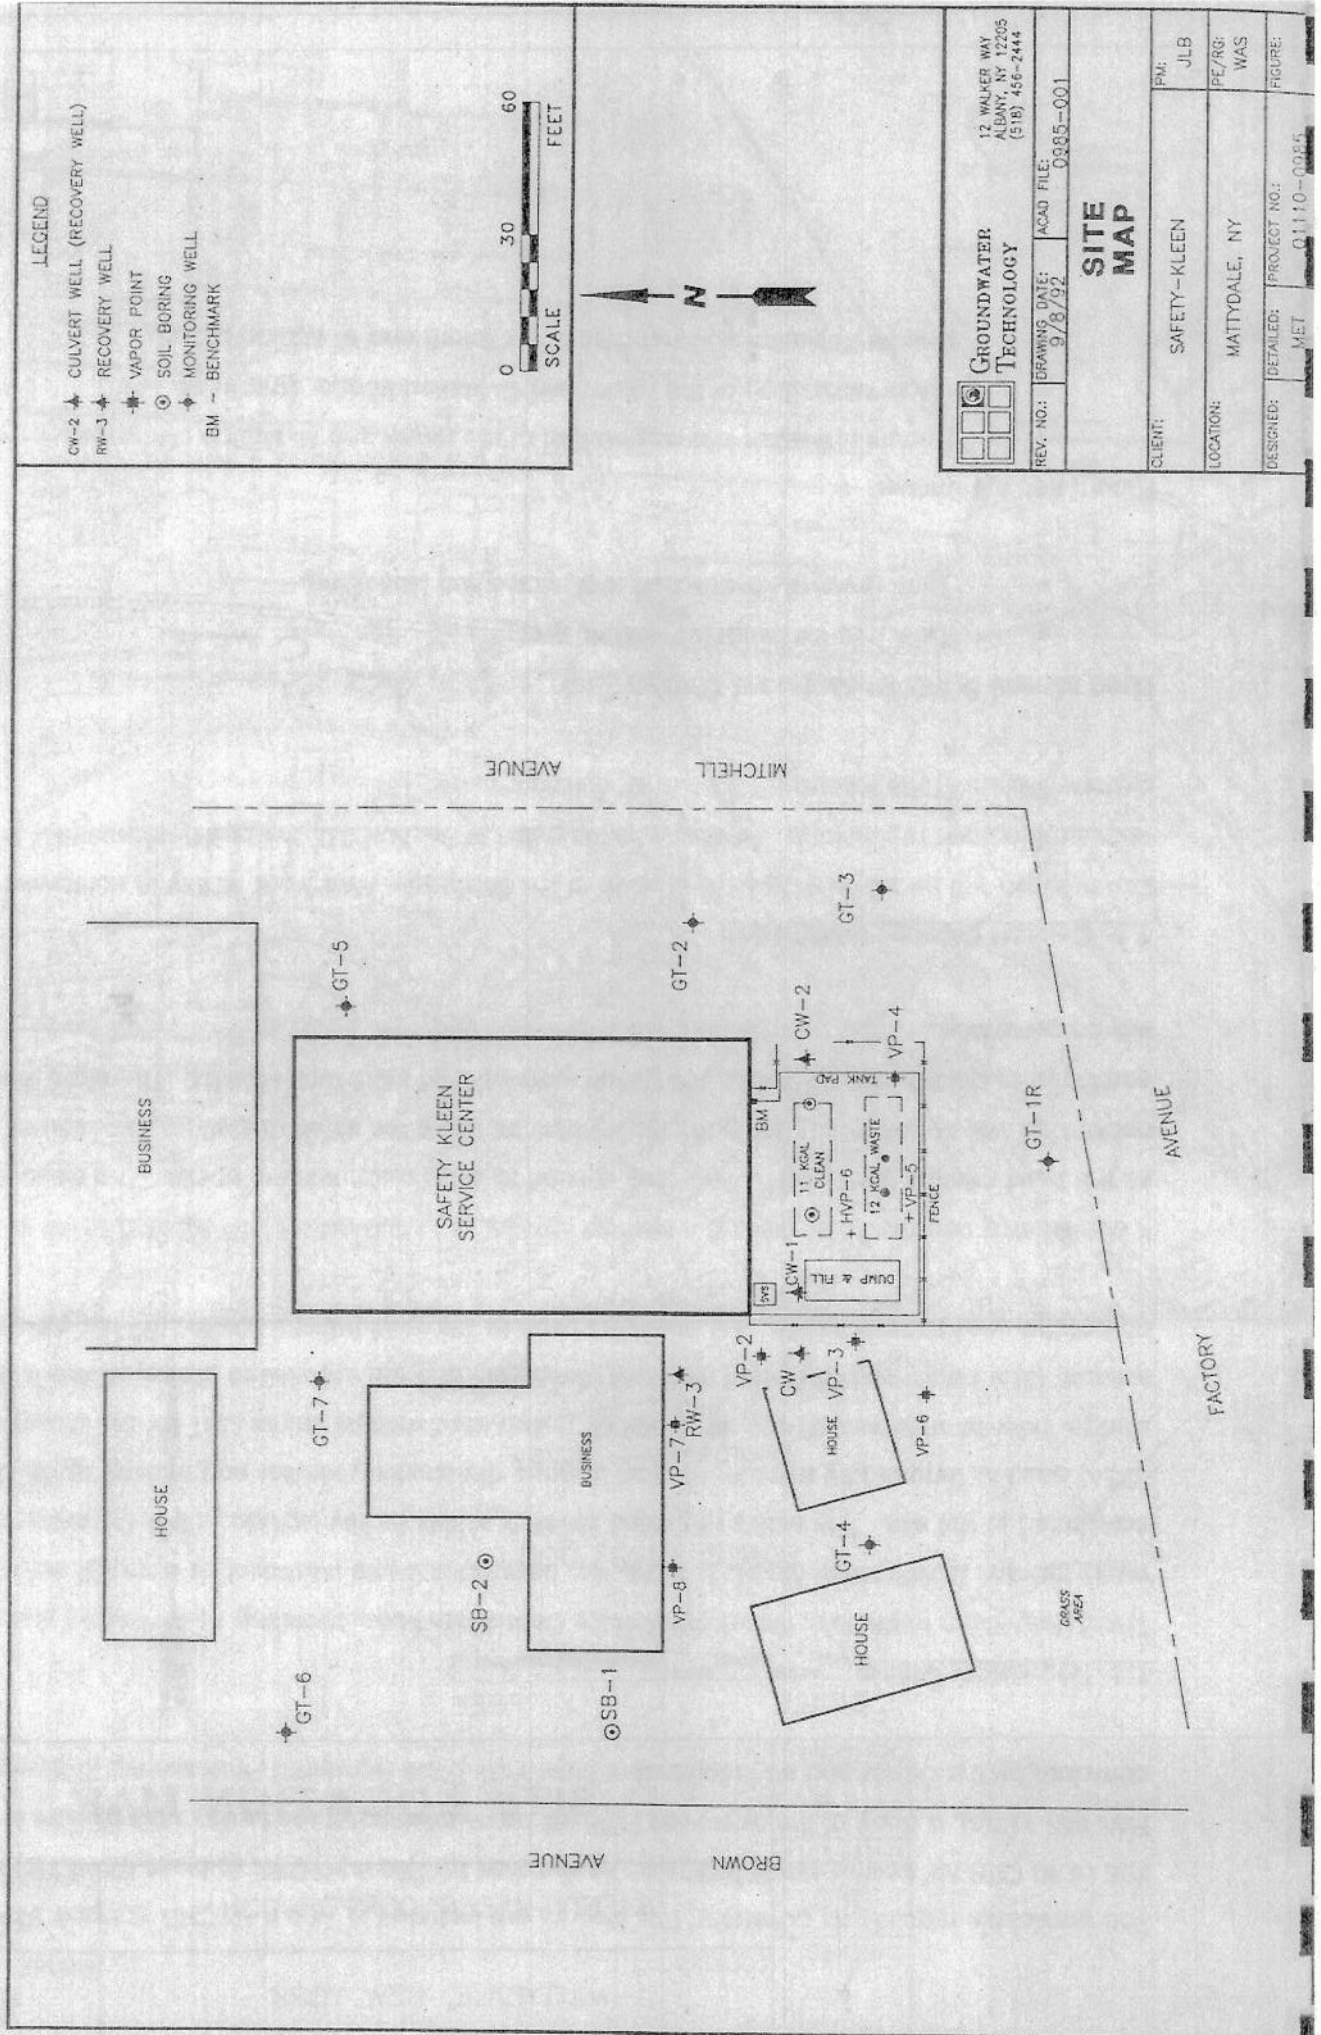 LEGEND
CW-2 CULVERT WELL (RECOVERY WELL)
RW-3 RECOVERY WELL
VAPOR POINT
SOIL BORING
MONITORING WELL
BM - BENCHMARK
0 30 60
SCALE FEET
N
GROUNDWATER
TECHNOLOGY
12 WALKER WAY
ALBANY, NY 12205
(518) 456-2444
REV. NO.:
DRAWING DATE:
9/8/92
ACAD FILE:
0985-001
SITE
MAP
CLIENT:
SAFETY-KLEEN
PM:
JLB
LOCATION:
MATTYDALE, NY
PE/RG:
WAS
DESIGNED:
DETAILED:
MET
PROJECT NO.:
01110-0985
FIGURE:
MITCHELL
AVENUE
BUSINESS
GT-5
GT-2
GT-3
SAFETY KLEEN
SERVICE CENTER
BM
CW-2
TANK PAD
VP-4
11 KGAL
CLEAN
+ HVP-6
12 KGAL WASTE
+ VP-5
FENCE
CW-1
SVS
DUMP & FILL
GT-1R
FACTORY
AVENUE
HOUSE
GT-7
BUSINESS
RW-3
VP-7
VP-8
VP-2
CW
VP-3
HOUSE
VP-6
GT-4
HOUSE
GRASS
AREA
SB-2
SB-1
GT-6
BROWN
AVENUE